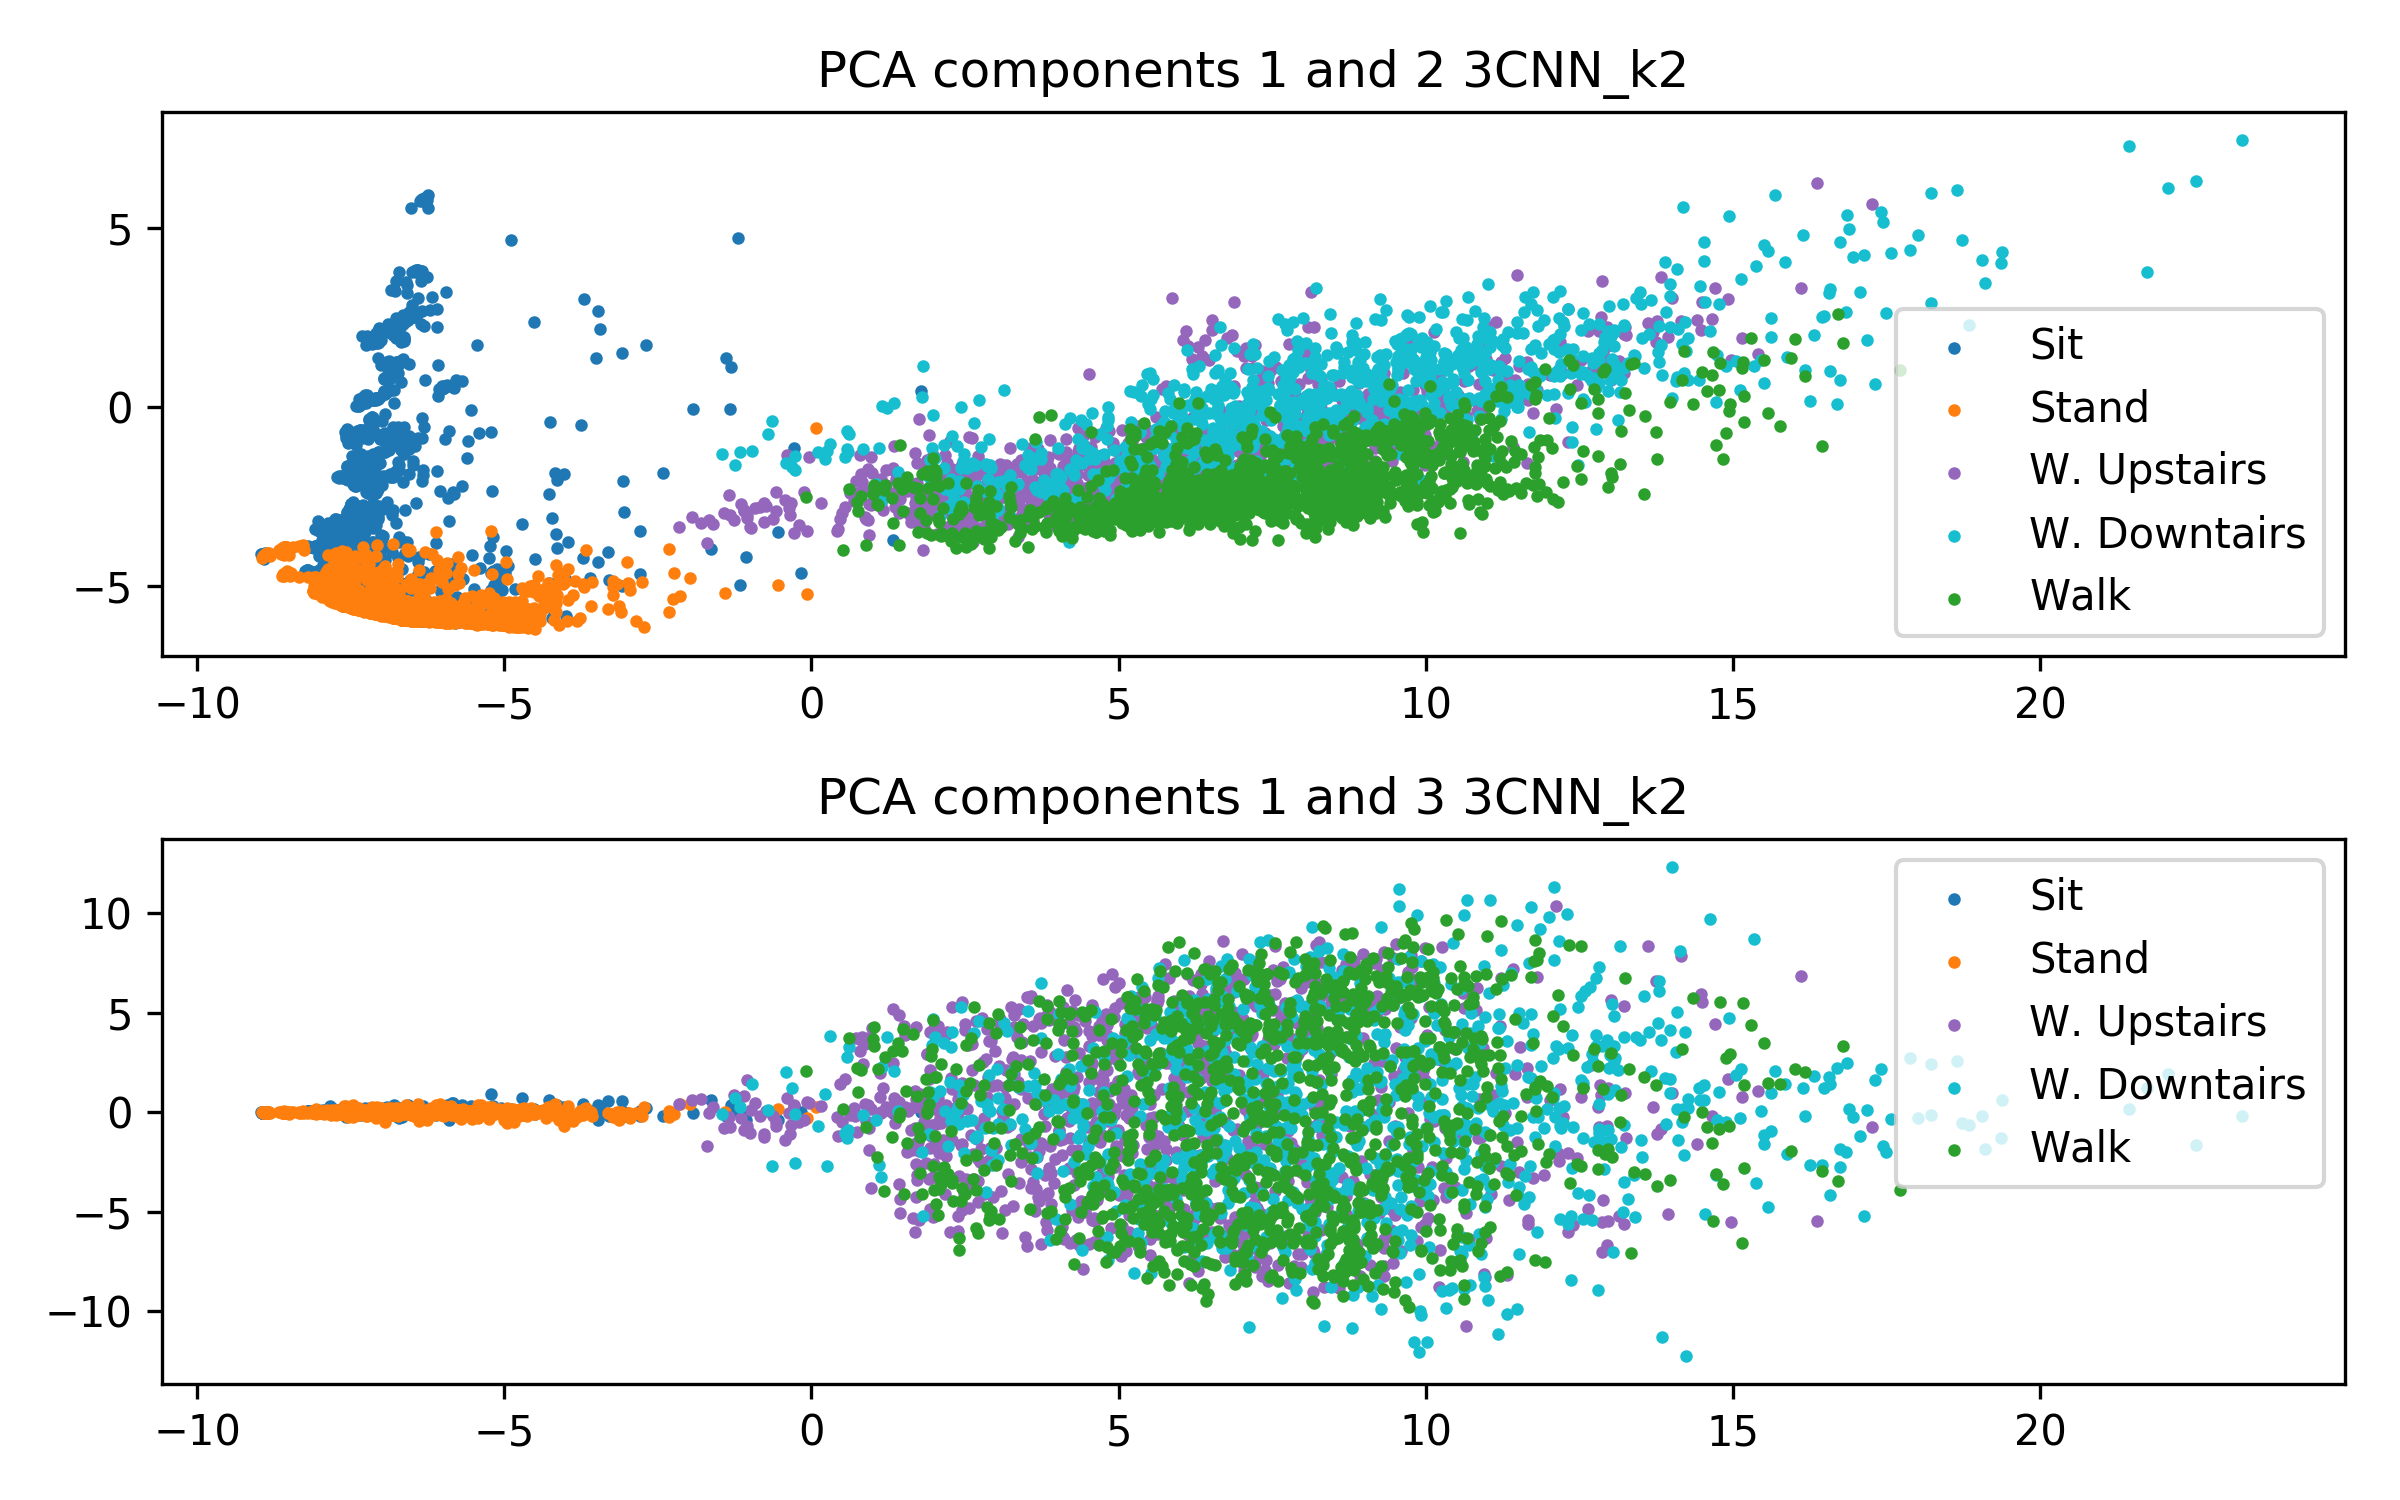 PCA components 1 and 2 3CNN_k2
5
0
−5
Sit
Stand
W. Upstairs
W. Downtairs
Walk
−10 −5 0 5 10 15 20
PCA components 1 and 3 3CNN_k2
10
5
0
−5
−10
Sit
Stand
W. Upstairs
W. Downtairs
Walk
−10 −5 0 5 10 15 20